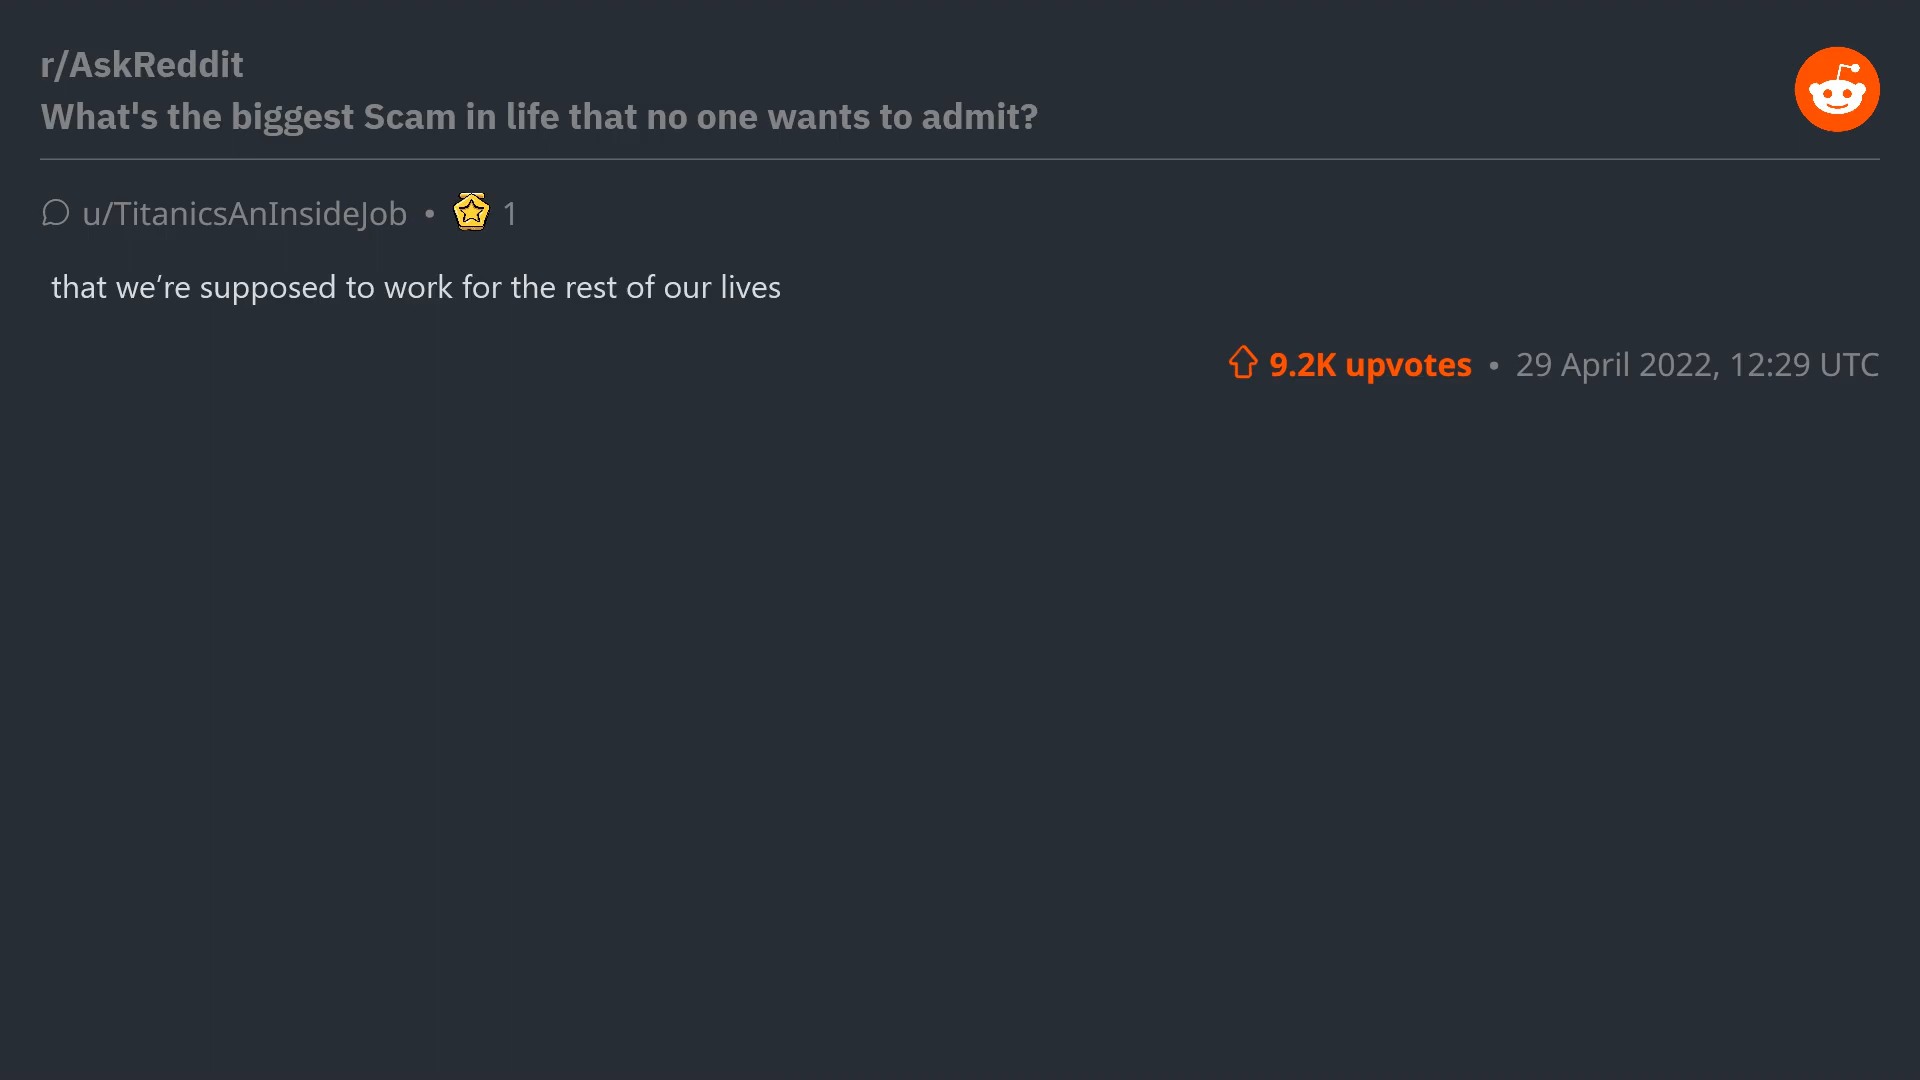 r/AskReddit
What's the biggest Scam in life that no one wants to admit?
u/TitanicsAnInsideJob • 1
that we’re supposed to work for the rest of our lives
9.2K upvotes • 29 April 2022, 12:29 UTC